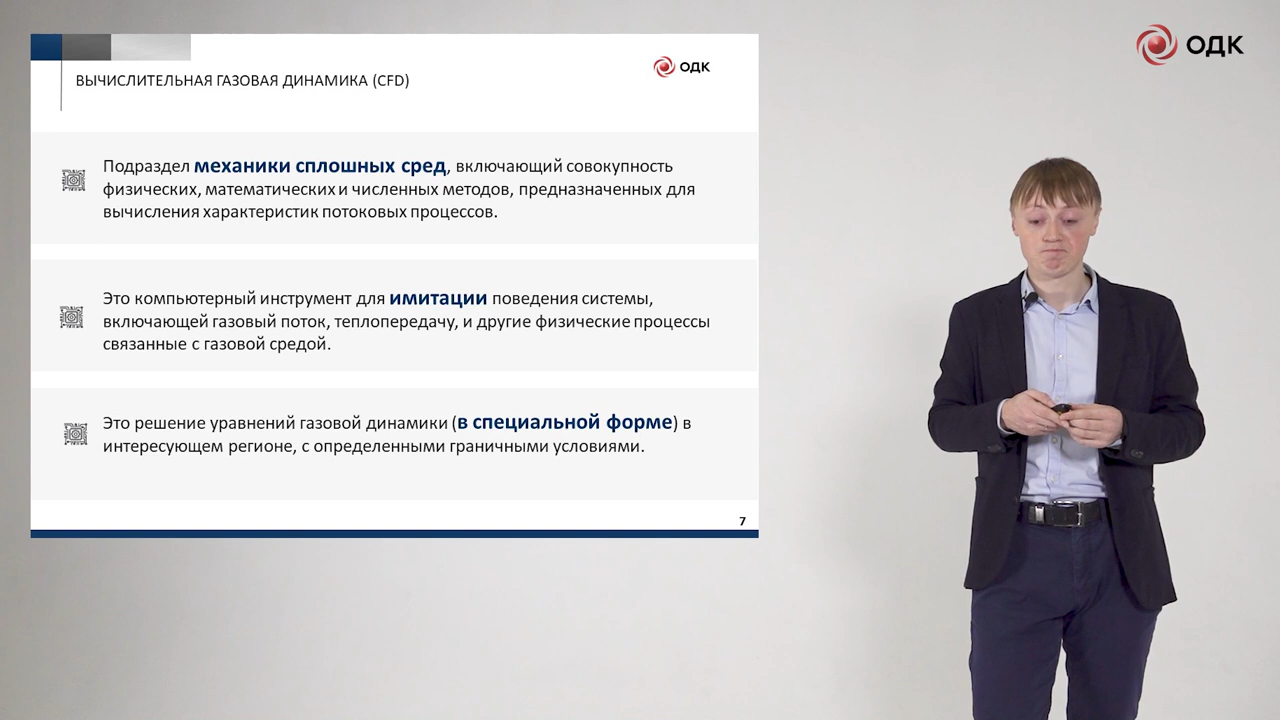 ОДК
ОДК
ВЫЧИСЛИТЕЛЬНАЯ ГАЗОВАЯ ДИНАМИКА (CFD)
Подраздел механики сплошных сред, включающий совокупность
физических, математических и численных методов, предназначенных для
вычисления характеристик потоковых процессов.
Это компьютерный инструмент для имитации поведения системы,
включающей газовый поток, теплопередачу, и другие физические процессы
связанные с газовой средой.
Это решение уравнений газовой динамики (в специальной форме) в
интересующем регионе, с определенными граничными условиями.
7